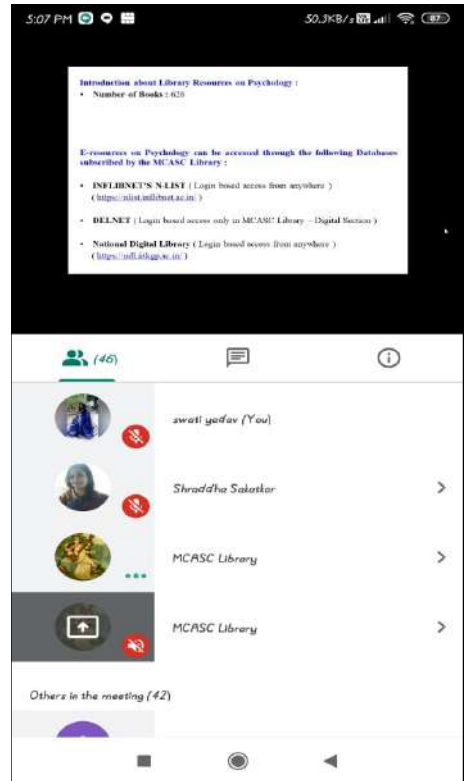 5:07 PM 50.3KB/s 87
Introduction about Library Resources on Psychology :
• Number of Books : 628
E-resources on Psychology can be accessed through the following Databases
subscribed by the MCASC Library :
• INFLIBNET'S N-LIST ( Login based access from anywhere )
( https://nlist.inflibnet.ac.in/ )
• DELNET ( Login based access only in MCASC Library – Digital Section )
• National Digital Library ( Login based access from anywhere )
( https://ndl.iitkgp.ac.in/ )
(46)
swati yadav (You)
Shraddha Sakatkar
MCASC Library
MCASC Library
Others in the meeting (42)